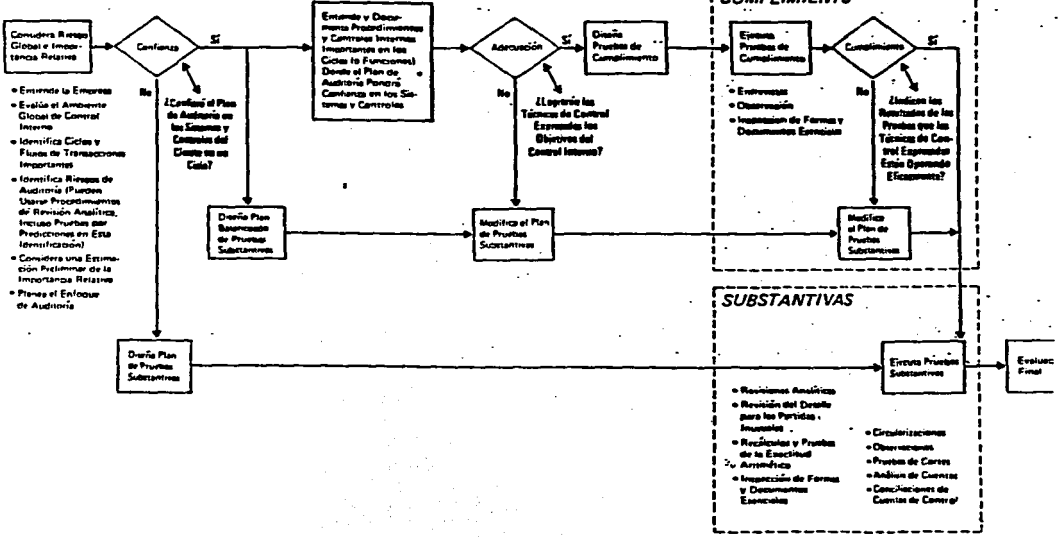 CUMPLIMIENTO
Considera Riesgo
Global e Impor-
tancia Relativa
Confianza
Sí
No
• Entiende la Empresa
• Evalúa el Ambiente
Global de Control
Interno
• Identifica Ciclos y
Flujos de Transacciones
Importantes
• Identifica Riesgos de
Auditoría (Pueden
Usarse Procedimientos
de Revisión Analítica,
Incluso Pruebas por
Predicciones en Esta
Identificación)
• Considera una Estima-
ción Preliminar de la
Importancia Relativa
• Planea el Enfoque
de Auditoría
¿Confiará el Plan
de Auditoría en
los Sistemas y
Controles del
Cliente en un
Ciclo?
Entiende y Docu-
menta Procedimientos
y Controles Internos
Importantes en los
Ciclos (o Funciones)
Donde el Plan de
Auditoría Pondrá
Confianza en los Sis-
temas y Controles
Adecuación
Sí
No
¿Lograrán las
Técnicas de Control
Expresadas los
Objetivos del
Control Interno?
Diseña
Pruebas de
Cumplimiento
Ejecuta
Pruebas de
Cumplimiento
• Entrevistas
• Observación
• Inspección de Formas y
Documentos Esenciales
Cumplimiento
Sí
No
¿Indican los
Resultados de las
Pruebas que las
Técnicas de Con-
trol Expresadas
Están Operando
Eficazmente?
Diseña Plan
de Pruebas
Substantivas
Modifica el Plan
de Pruebas
Substantivas
Modifica
el Plan de
Pruebas
Substantivas
SUBSTANTIVAS
Diseña Plan
de Pruebas
Substantivas
Ejecuta Pruebas
Substantivas
Evaluac
Final
• Revisiones Analíticas
• Revisión del Detalle
para las Partidas
Inusuales
• Recálculos y Pruebas
de la Exactitud
Aritmética
• Inspección de Formas
y Documentos
Esenciales
• Circularizaciones
• Observaciones
• Pruebas de Cortes
• Análisis de Cuentas
• Conciliaciones de
Cuentas de Control